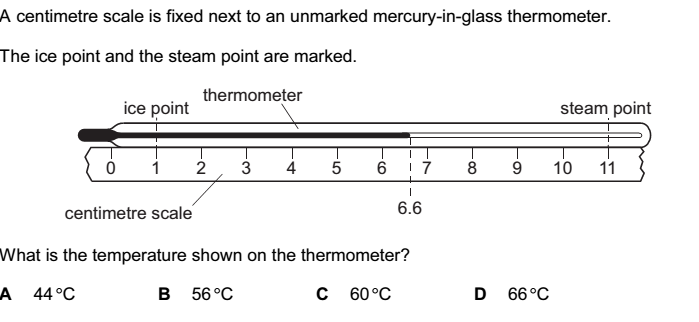 A centimetre scale is fixed next to an unmarked mercury-in-glass thermometer.
The ice point and the steam point are marked.
thermometer
ice point
steam point
0 1 2 3 4 5 6 7 8 9 10 11
centimetre scale
6.6
What is the temperature shown on the thermometer?
A 44 °C B 56 °C C 60 °C D 66 °C